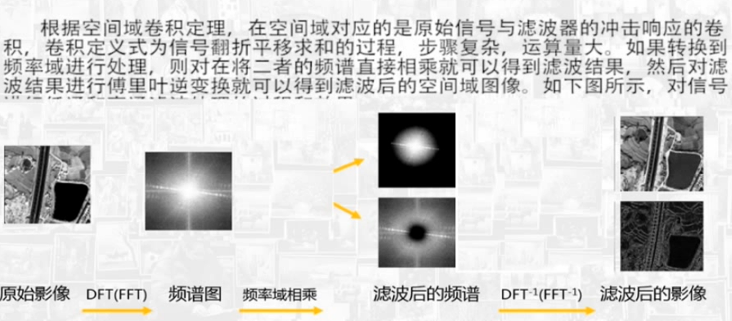 根据空间域卷积定理，在空间域对应的是原始信号与滤波器的冲击响应的卷
积，卷积定义式为信号翻折平移求和的过程，步骤复杂，运算量大。如果转换到
频率域进行处理，则对在将二者的频谱直接相乘就可以得到滤波结果，然后对滤
波结果进行傅里叶逆变换就可以得到滤波后的空间域图像。如下图所示，对信号
原始影像 DFT(FFT) 频谱图 频率域相乘 滤波后的频谱 DFT⁻¹(FFT⁻¹) 滤波后的影像